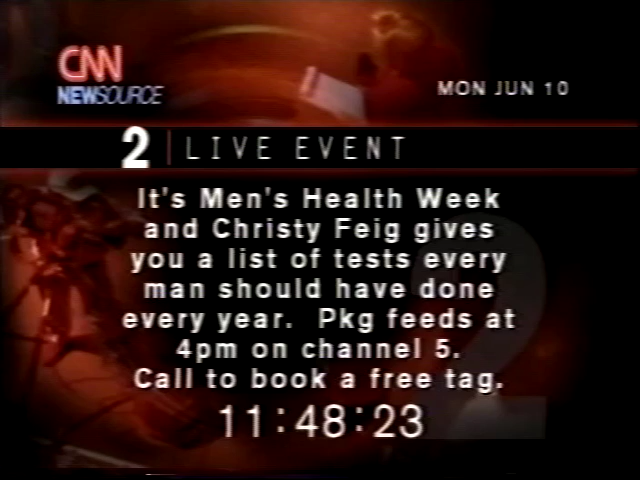 CNN
NEWSOURCE
MON JUN 10
2 LIVE EVENT
It's Men's Health Week
and Christy Feig gives
you a list of tests every
man should have done
every year.  Pkg feeds at
4pm on channel 5.
Call to book a free tag.
11:48:23
2